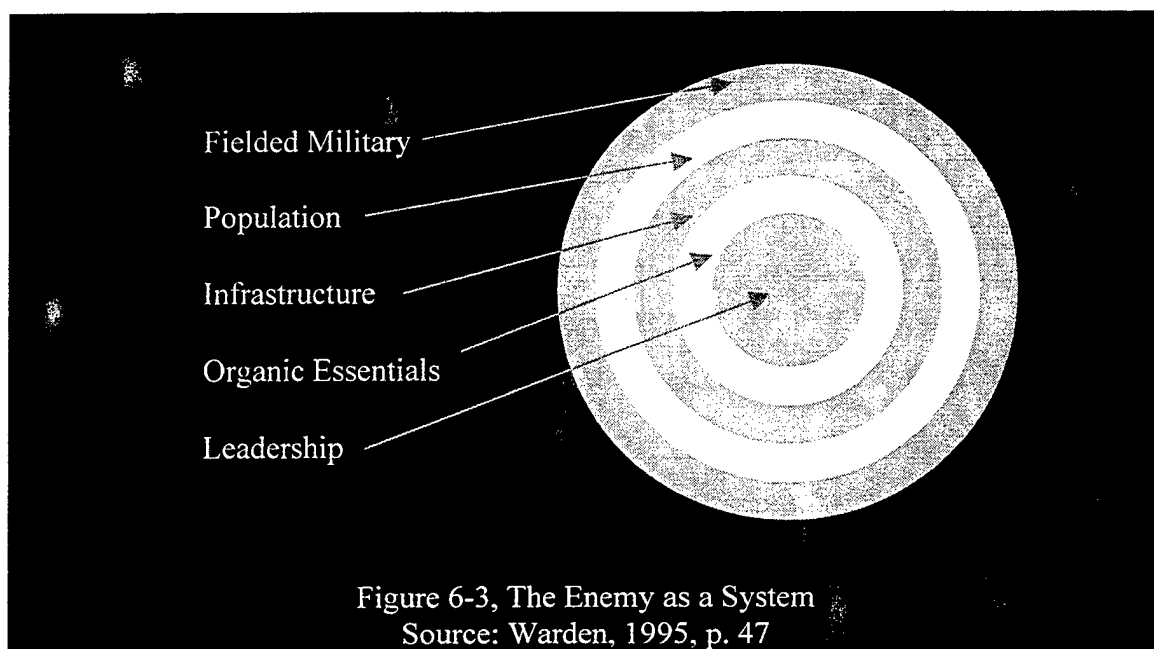 Fielded Military
Population
Infrastructure
Organic Essentials
Leadership
Figure 6-3, The Enemy as a System
Source: Warden, 1995, p. 47